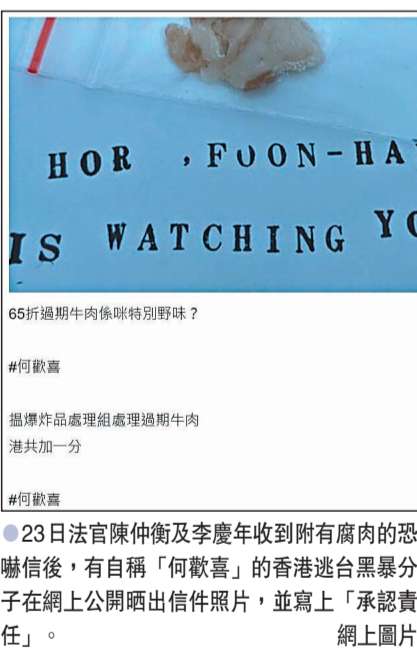 HOR , FOON-HA
IS WATCHING YO
65折過期牛肉係咪特別野味？
#何歡喜
搵爆炸品處理組處理過期牛肉
港共加一分
#何歡喜
●23日法官陳仲衡及李慶年收到附有腐肉的恐
嚇信後，有自稱「何歡喜」的香港逃台黑暴分
子在網上公開晒出信件照片，並寫上「承認責
任」。 網上圖片